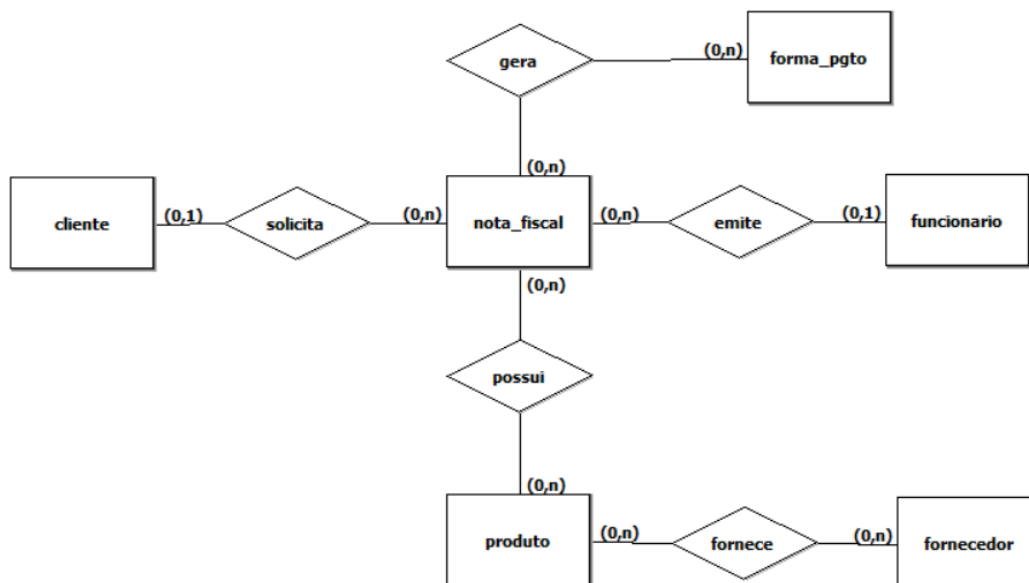 gera
(0,n)
forma_pgto
(0,n)
cliente
(0,1)
solicita
(0,n)
nota_fiscal
(0,n)
emite
(0,1)
funcionario
(0,n)
possui
(0,n)
produto
(0,n)
fornece
(0,n)
fornecedor